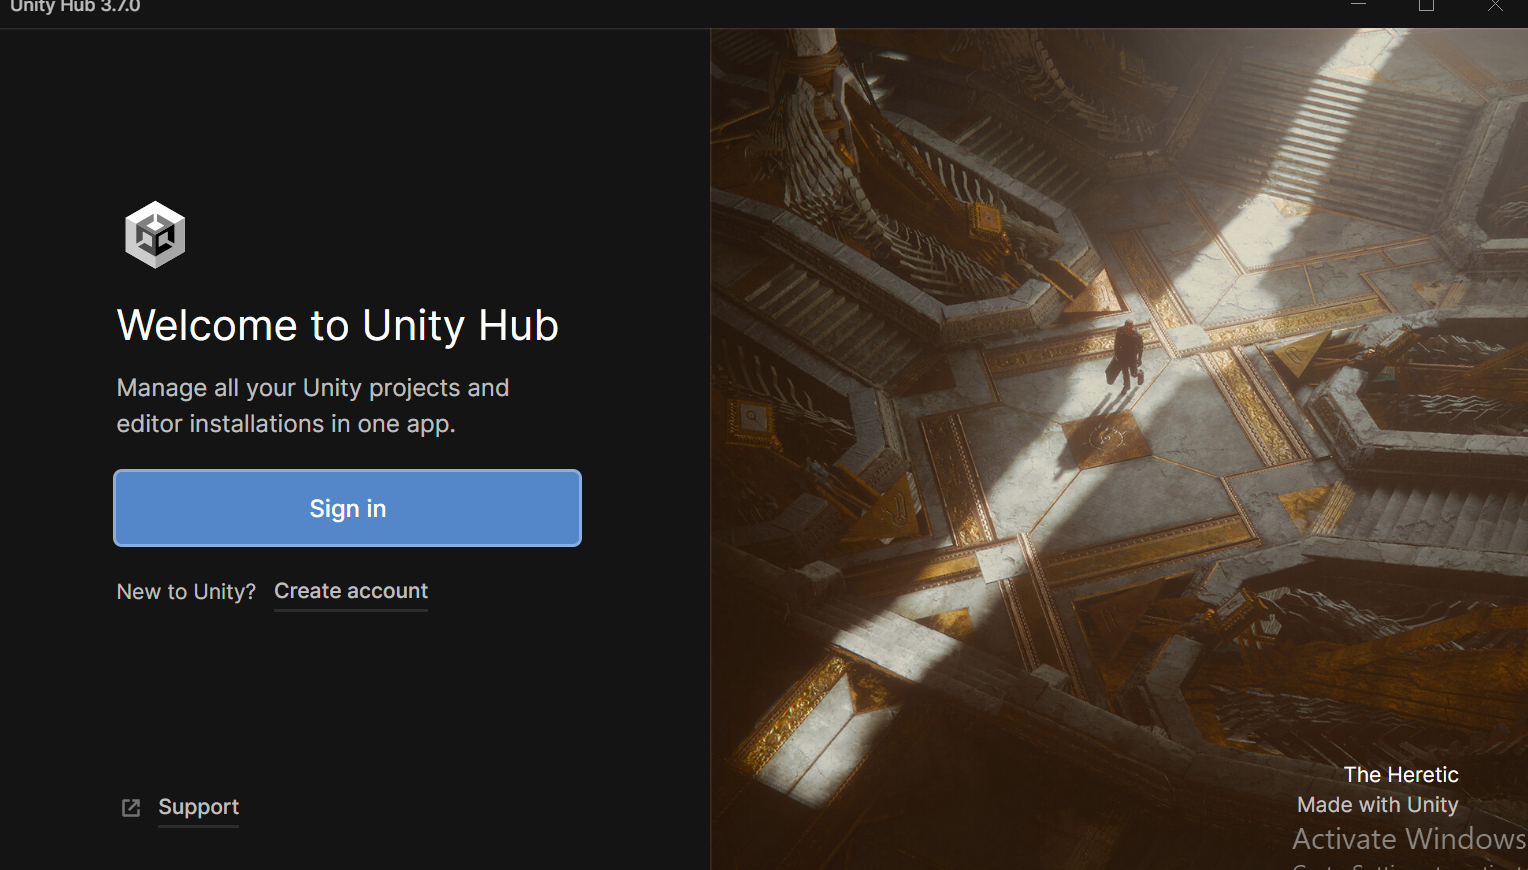 Unity Hub 3.7.0
Welcome to Unity Hub
Manage all your Unity projects and
editor installations in one app.
Sign in
New to Unity? Create account
Support
The Heretic
Made with Unity
Activate Windows